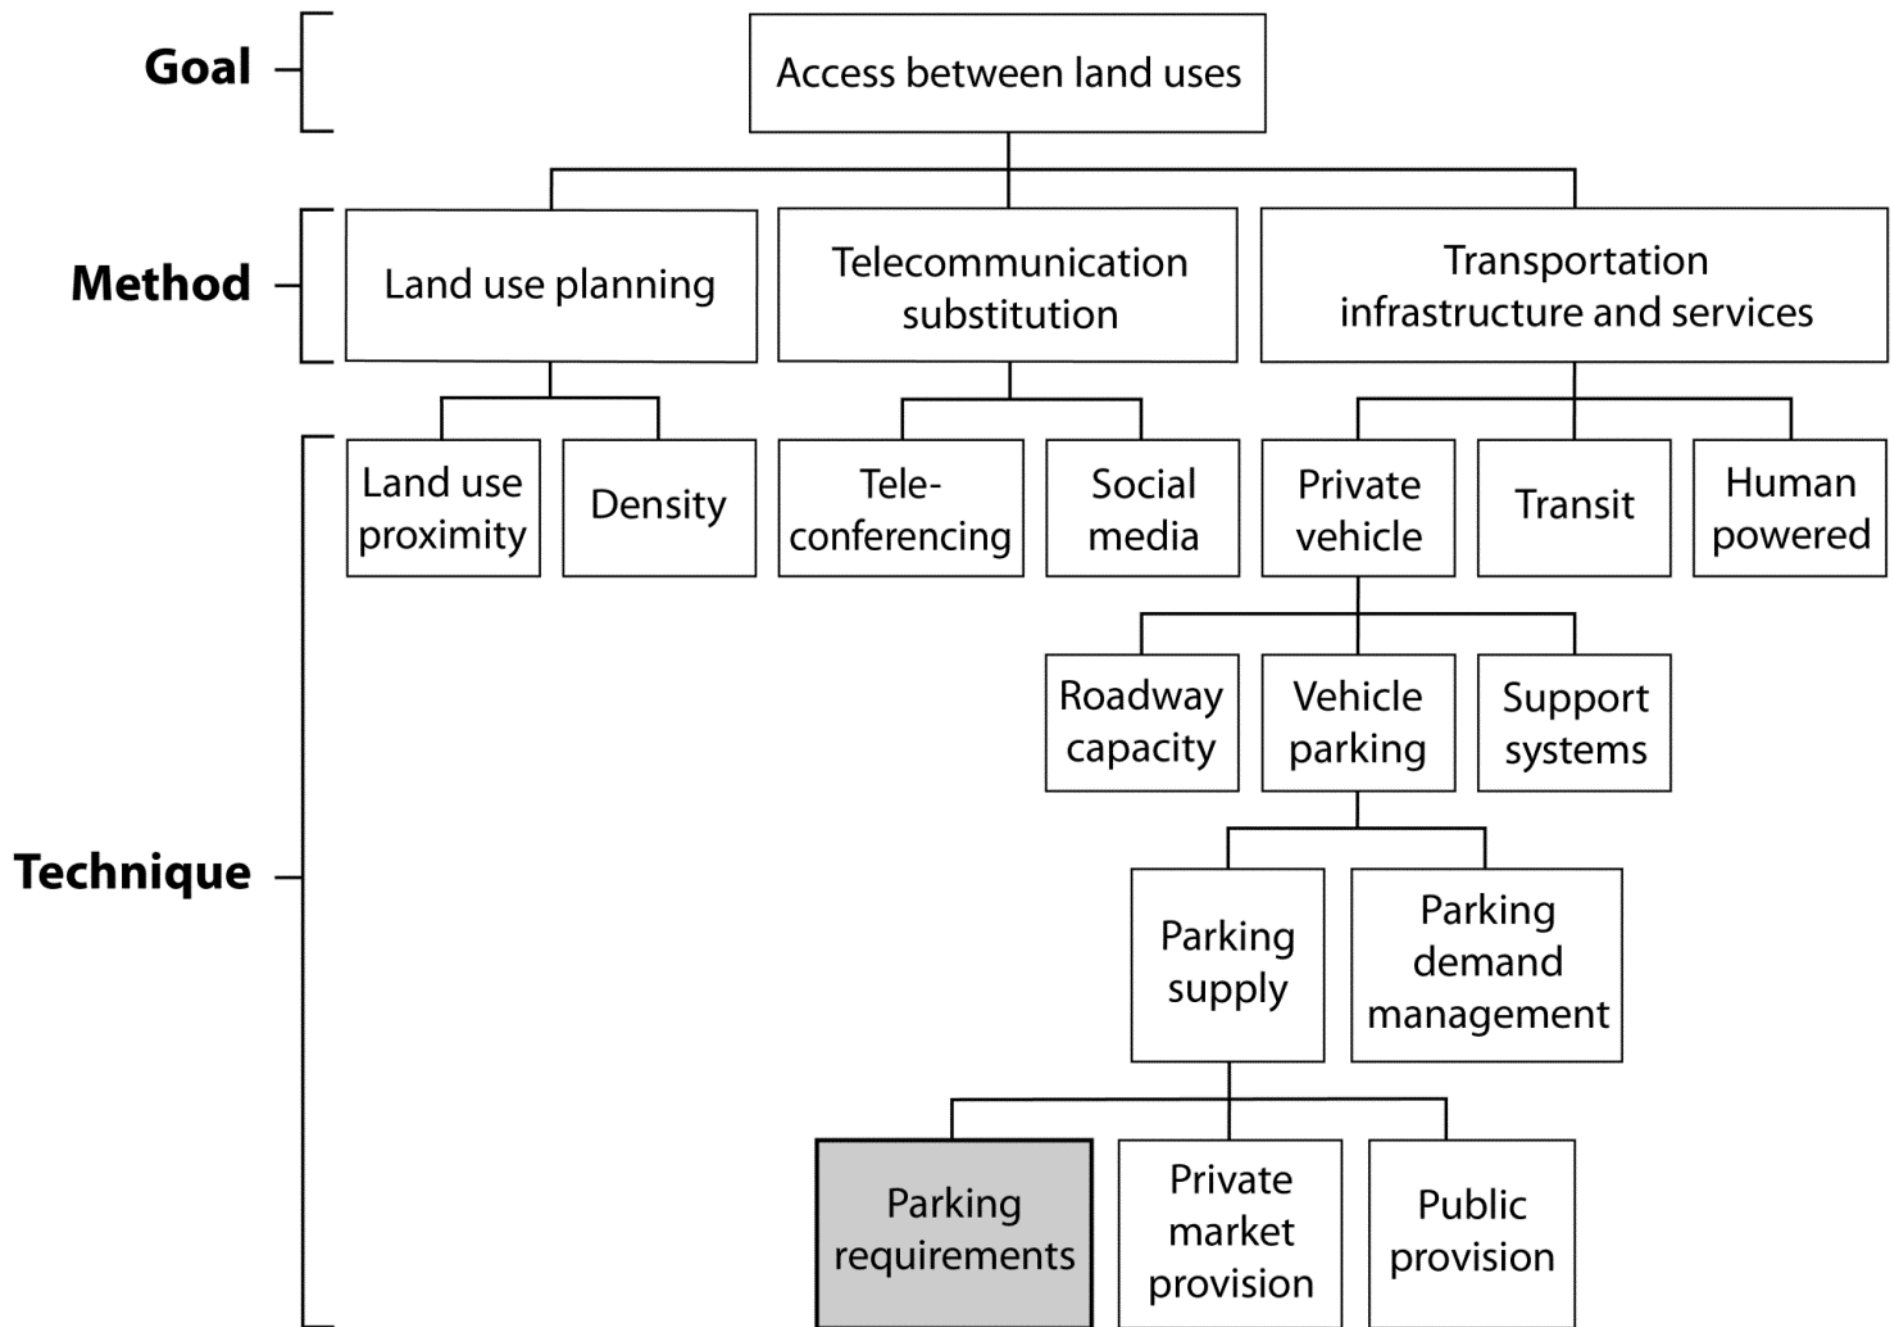 Goal
Access between land uses
Method
Land use planning
Telecommunication
substitution
Transportation
infrastructure and services
Technique
Land use
proximity
Density
Tele-
conferencing
Social
media
Private
vehicle
Transit
Human
powered
Roadway
capacity
Vehicle
parking
Support
systems
Parking
supply
Parking
demand
management
Parking
requirements
Private
market
provision
Public
provision